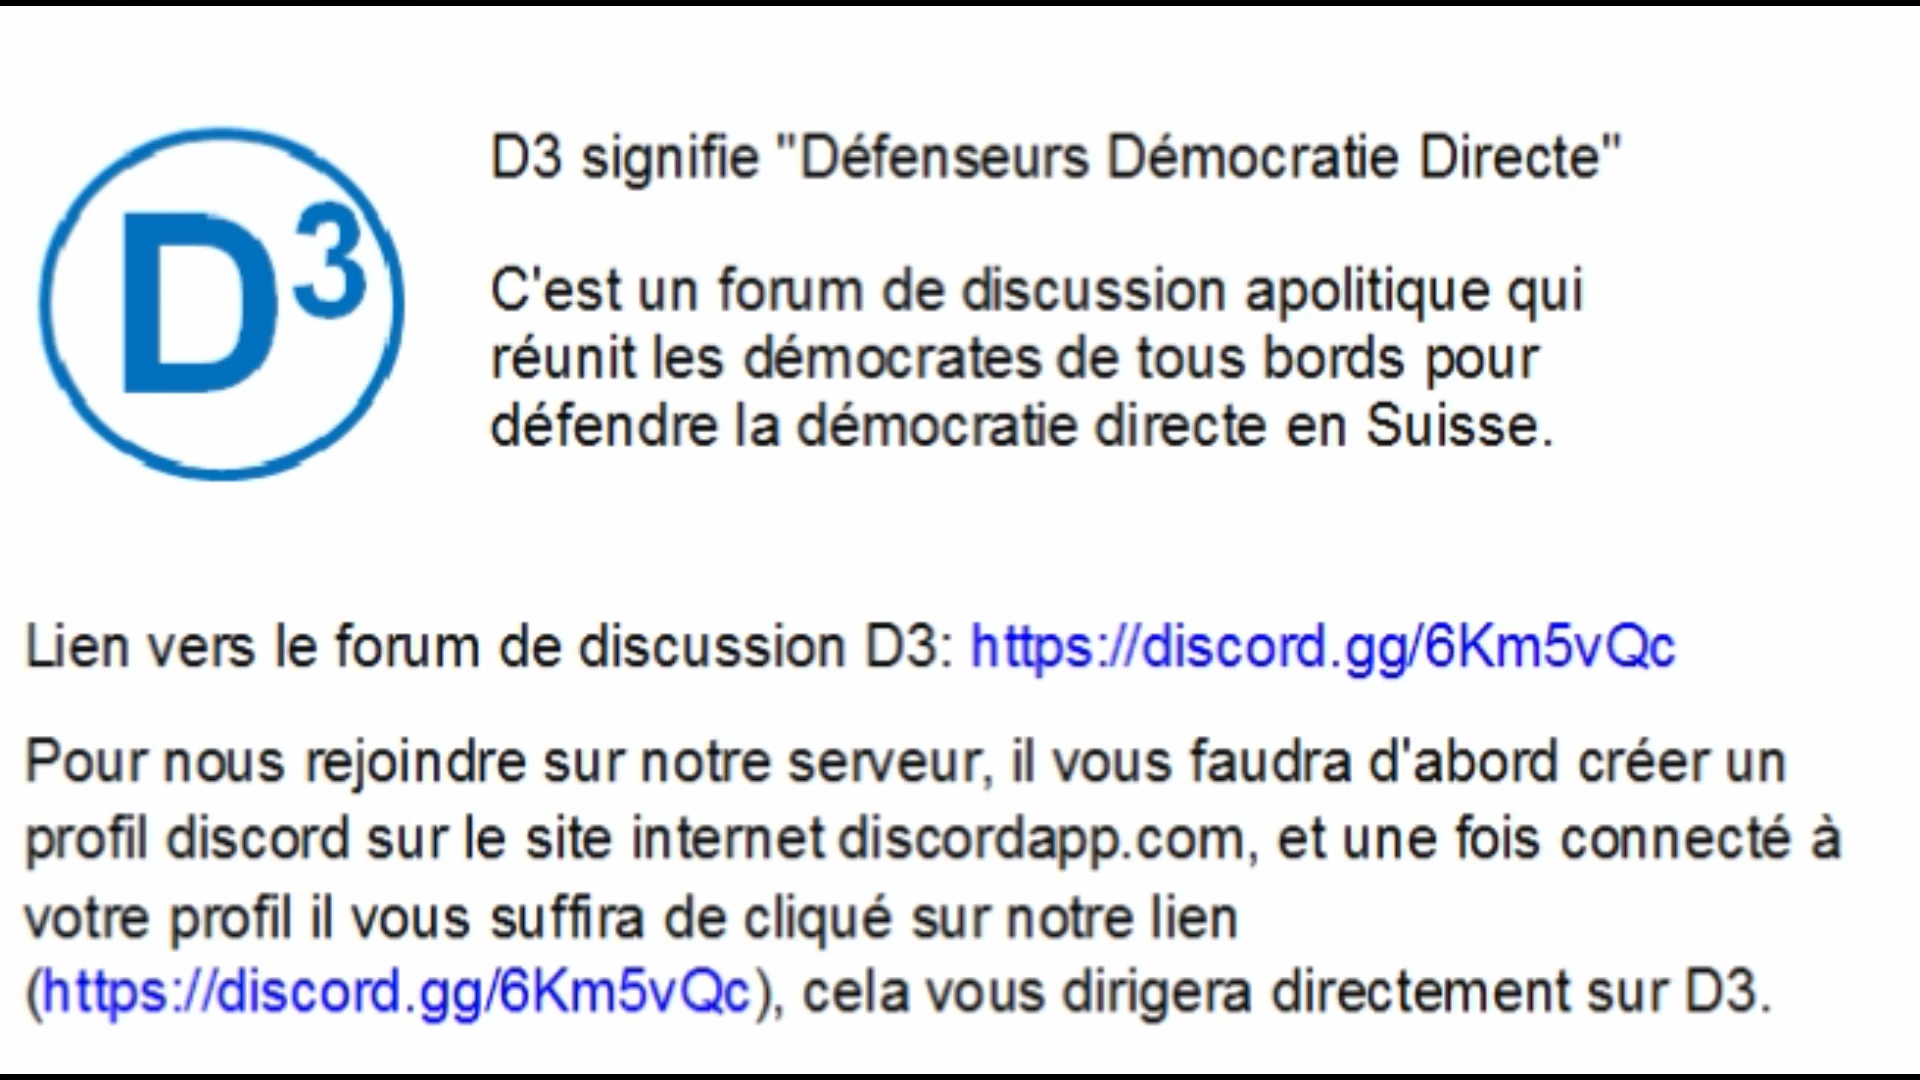 D3
D3 signifie "Défenseurs Démocratie Directe"
C'est un forum de discussion apolitique qui
réunit les démocrates de tous bords pour
défendre la démocratie directe en Suisse.
Lien vers le forum de discussion D3: https://discord.gg/6Km5vQc
Pour nous rejoindre sur notre serveur, il vous faudra d'abord créer un
profil discord sur le site internet discordapp.com, et une fois connecté à
votre profil il vous suffira de cliqué sur notre lien
(https://discord.gg/6Km5vQc), cela vous dirigera directement sur D3.